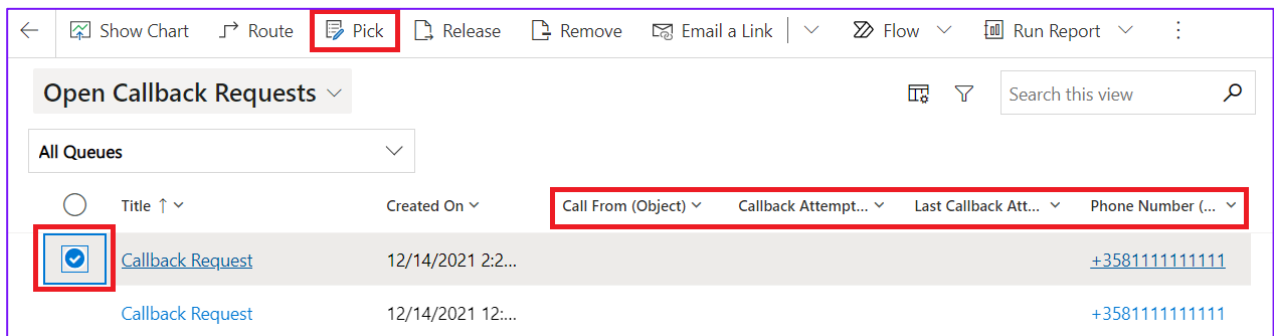 Show Chart Route Pick Release Remove Email a Link Flow Run Report
Open Callback Requests Search this view
All Queues
Title Created On Call From (Object) Callback Attempt... Last Callback Att... Phone Number (...
Callback Request 12/14/2021 2:2... +3581111111111
Callback Request 12/14/2021 12:... +3581111111111